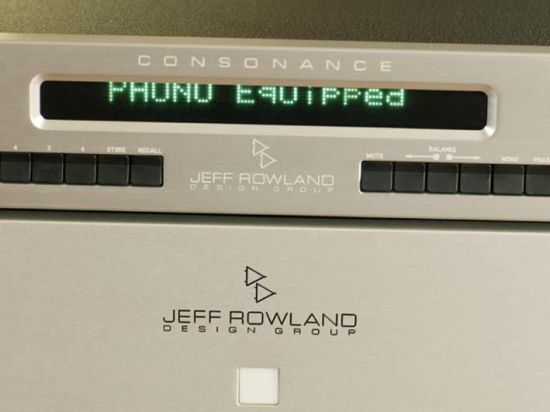 CONSONANCE
PHONO Equipped
4 5 6 STORE RECALL
MUTE BALANCE MONO PHAS
JEFF ROWLAND
DESIGN GROUP
JEFF ROWLAND
DESIGN GROUP